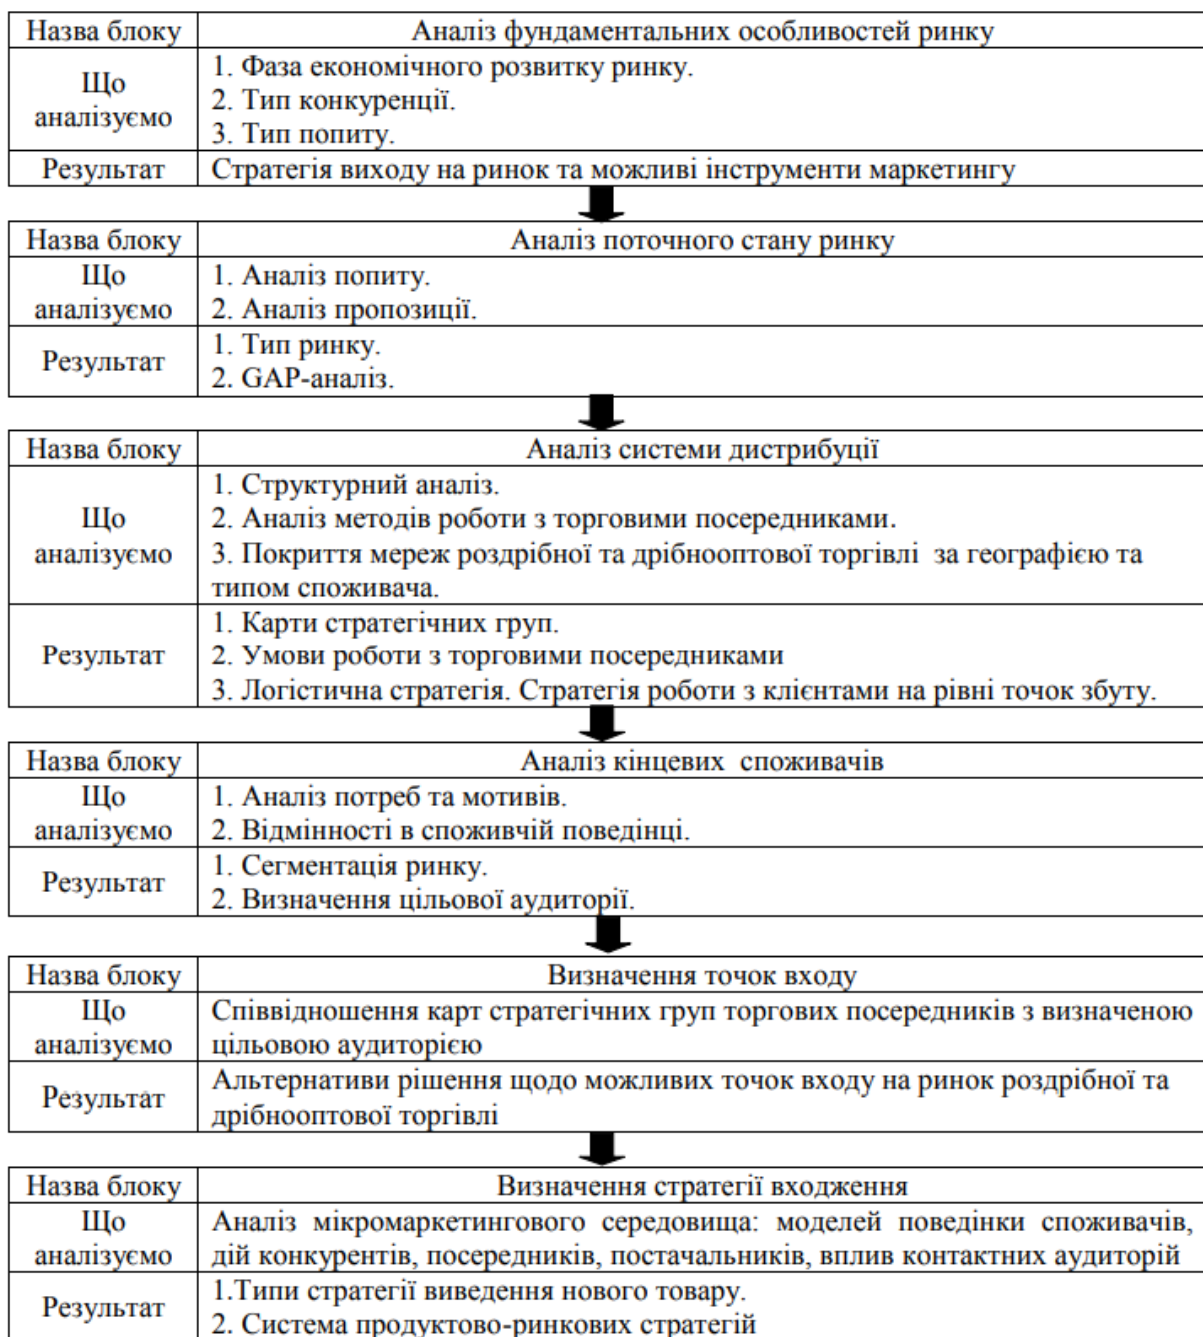 Назва блоку Аналіз фундаментальних особливостей ринку
Що аналізуємо
1. Фаза економічного розвитку ринку.
2. Тип конкуренції.
3. Тип попиту.
Результат Стратегія виходу на ринок та можливі інструменти маркетингу
Назва блоку Аналіз поточного стану ринку
Що аналізуємо
1. Аналіз попиту.
2. Аналіз пропозиції.
Результат
1. Тип ринку.
2. GAP-аналіз.
Назва блоку Аналіз системи дистрибуції
Що аналізуємо
1. Структурний аналіз.
2. Аналіз методів роботи з торговими посередниками.
3. Покриття мереж роздрібної та дрібнооптової торгівлі за географією та
типом споживача.
Результат
1. Карти стратегічних груп.
2. Умови роботи з торговими посередниками
3. Логістична стратегія. Стратегія роботи з клієнтами на рівні точок збуту.
Назва блоку Аналіз кінцевих споживачів
Що аналізуємо
1. Аналіз потреб та мотивів.
2. Відмінності в споживчій поведінці.
Результат
1. Сегментація ринку.
2. Визначення цільової аудиторії.
Назва блоку Визначення точок входу
Що аналізуємо
Співвідношення карт стратегічних груп торгових посередників з визначеною
цільовою аудиторією
Результат
Альтернативи рішення щодо можливих точок входу на ринок роздрібної та
дрібнооптової торгівлі
Назва блоку Визначення стратегії входження
Що аналізуємо
Аналіз мікромаркетингового середовища: моделей поведінки споживачів,
дій конкурентів, посередників, постачальників, вплив контактних аудиторій
Результат
1.Типи стратегії виведення нового товару.
2. Система продуктово-ринкових стратегій